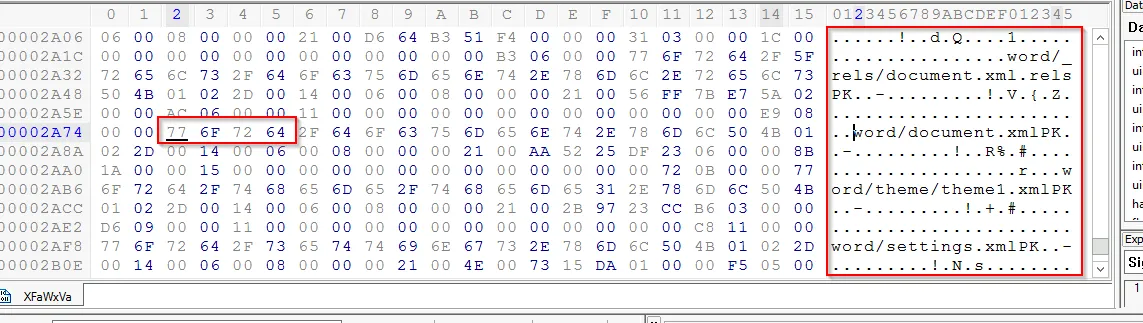 0 1 2 3 4 5 6 7 8 9 A B C D E F 10 11 12 13 14 15 0123456789ABCDEF012345
00002A06 06 00 08 00 00 00 21 00 D6 64 B3 51 F4 00 00 00 31 03 00 00 1C 00 ......!..d.Q....1.....
00002A1C 00 00 00 00 00 00 00 00 00 00 00 00 B3 06 00 00 77 6F 72 64 2F 5F ................word/_
00002A32 72 65 6C 73 2F 64 6F 63 75 6D 65 6E 74 2E 78 6D 6C 2E 72 65 6C 73 rels/document.xml.rels
00002A48 50 4B 01 02 2D 00 14 00 06 00 08 00 00 00 21 00 56 FF 7B E7 5A 02 PK..-.........!.V.{.Z.
00002A5E 00 00 AC 06 00 00 11 00 00 00 00 00 00 00 00 00 00 00 00 00 E9 08 ......................
00002A74 00 00 77 6F 72 64 2F 64 6F 63 75 6D 65 6E 74 2E 78 6D 6C 50 4B 01 ..word/document.xmlPK.
00002A8A 02 2D 00 14 00 06 00 08 00 00 00 21 00 AA 52 25 DF 23 06 00 00 8B .-.........!..R%.#....
00002AA0 1A 00 00 15 00 00 00 00 00 00 00 00 00 00 00 00 00 72 0B 00 00 77 .................r...w
00002AB6 6F 72 64 2F 74 68 65 6D 65 2F 74 68 65 6D 65 31 2E 78 6D 6C 50 4B ord/theme/theme1.xmlPK
00002ACC 01 02 2D 00 14 00 06 00 08 00 00 00 21 00 2B 97 23 CC B6 03 00 00 ..-.........!.+.#.....
00002AE2 D6 09 00 00 11 00 00 00 00 00 00 00 00 00 00 00 00 00 C8 11 00 00 ......................
00002AF8 77 6F 72 64 2F 73 65 74 74 69 6E 67 73 2E 78 6D 6C 50 4B 01 02 2D word/settings.xmlPK..-
00002B0E 00 14 00 06 00 08 00 00 00 21 00 4E 00 73 15 DA 01 00 00 F5 05 00 .........!.N.s........
Da
in
ui
in
ui
in
ui
in
ui
ha
Exp
Sig
1
XFaWxVa